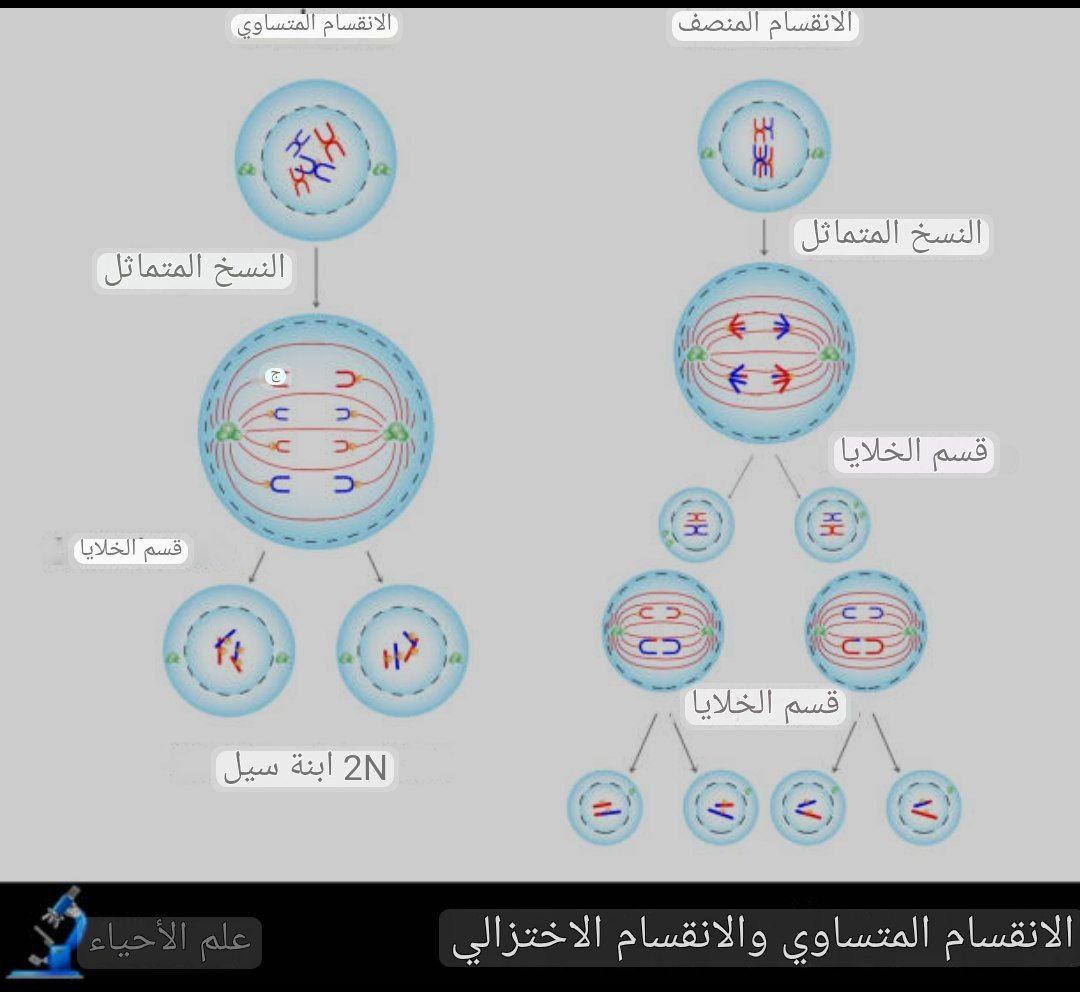 الانقسام المنصف
الانقسام المتساوي
النسخ المتماثل
النسخ المتماثل
ج
قسم الخلايا
قسم الخلايا
قسم الخلايا
2N ابنة سيل
الانقسام المتساوي والانقسام الاختزالي
علم الأحياء